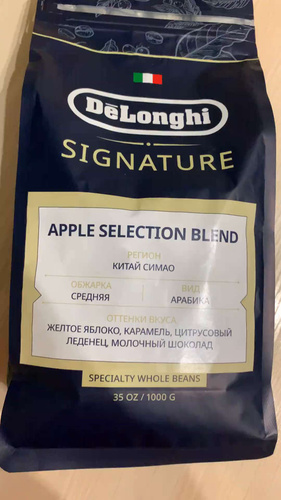 DēLonghi
SIGNATURE
APPLE SELECTION BLEND
РЕГИОН
КИТАЙ СИМАО
ОБЖАРКА
СРЕДНЯЯ
ВИД
АРАБИКА
ОТТЕНКИ ВКУСА
ЖЕЛТОЕ ЯБЛОКО, КАРАМЕЛЬ, ЦИТРУСОВЫЙ
ЛЕДЕНЕЦ, МОЛОЧНЫЙ ШОКОЛАД
SPECIALTY WHOLE BEANS
35 OZ / 1000 G